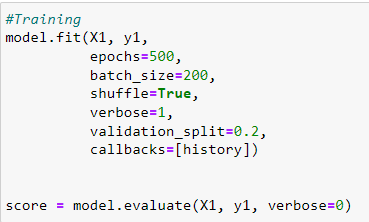 #Training
model.fit(X1, y1,
          epochs=500,
          batch_size=200,
          shuffle=True,
          verbose=1,
          validation_split=0.2,
          callbacks=[history])
score = model.evaluate(X1, y1, verbose=0)